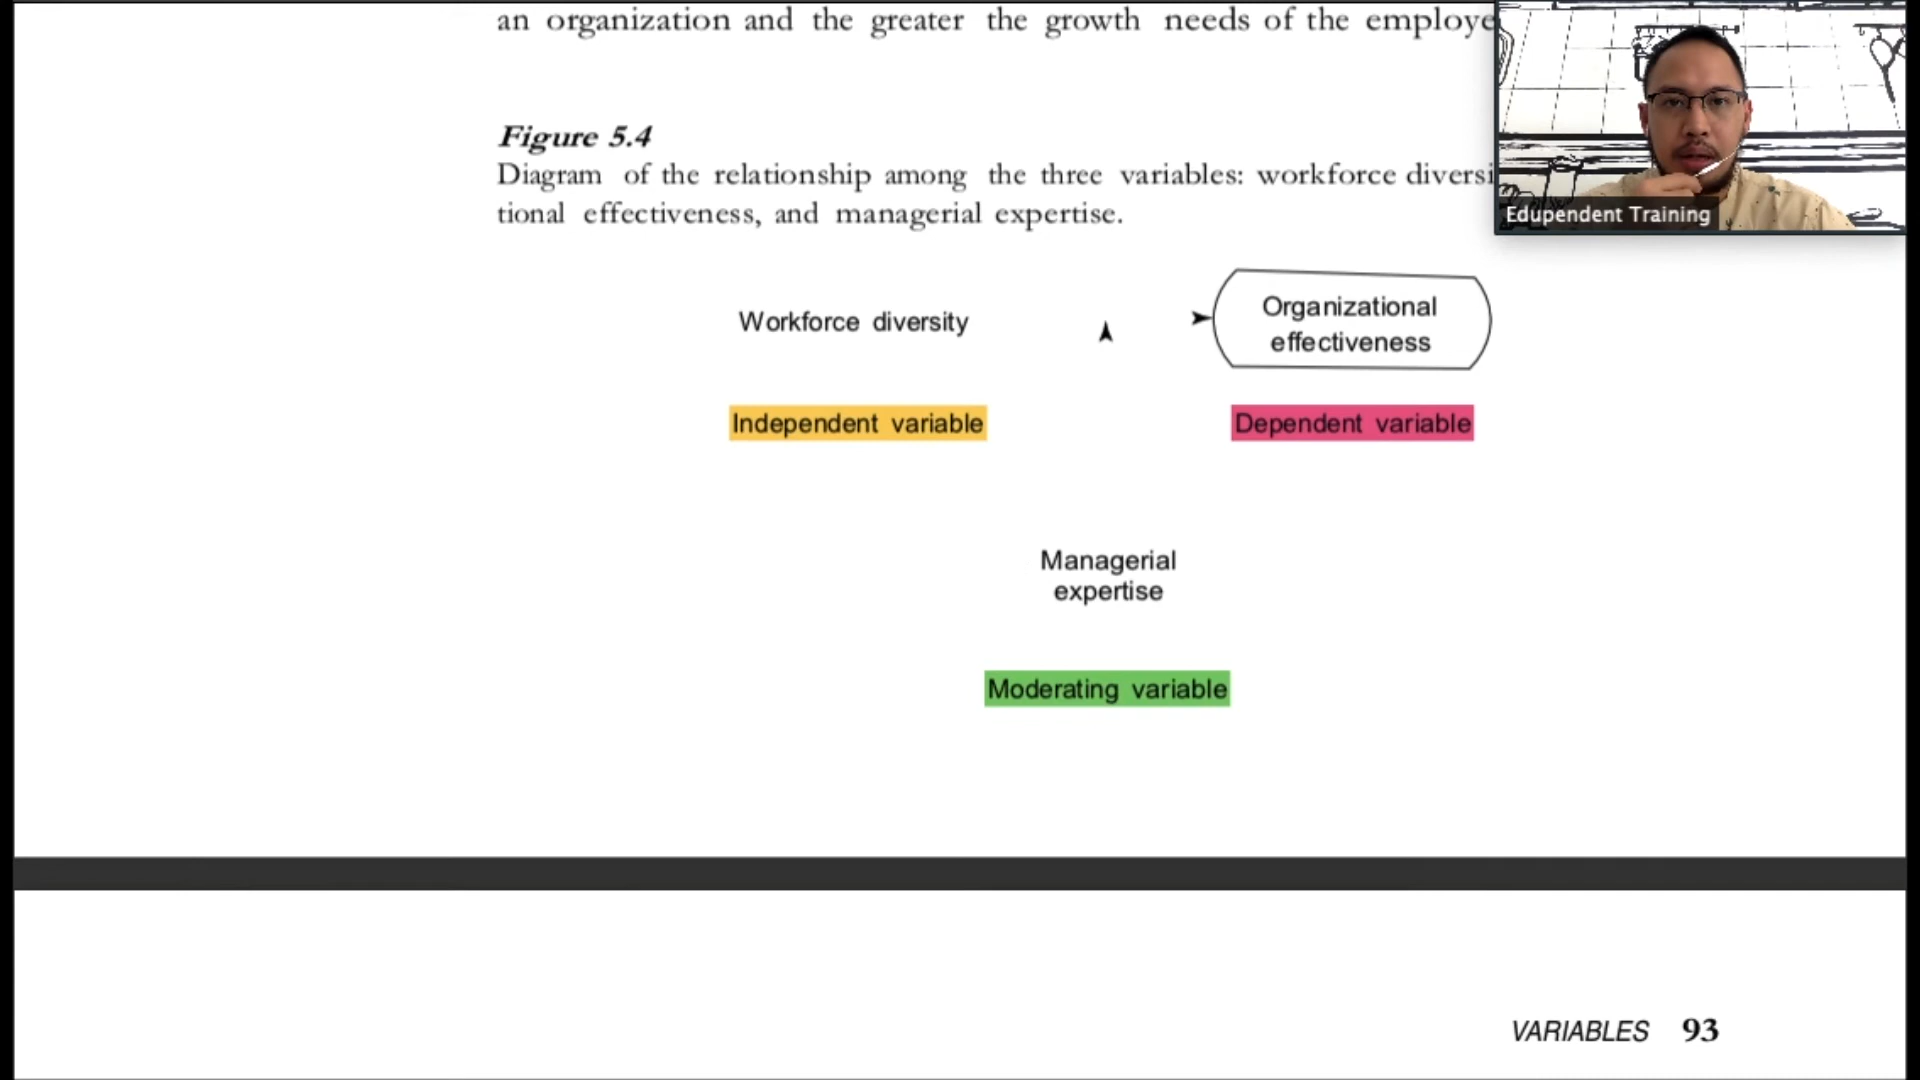 an organization and the greater the growth needs of the employe
Figure 5.4
Diagram of the relationship among the three variables: workforce diversi
tional effectiveness, and managerial expertise.
Edupendent Training
Workforce diversity
Organizational
effectiveness
Independent variable
Dependent variable
Managerial
expertise
Moderating variable
VARIABLES 93